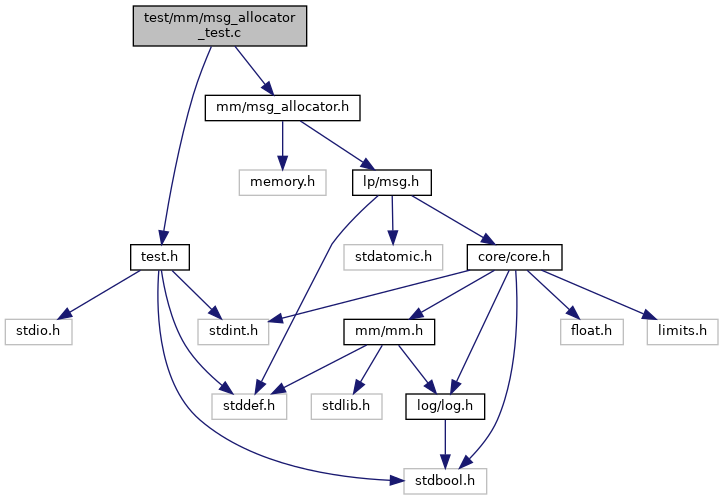 test/mm/msg_allocator
_test.c
mm/msg_allocator.h
memory.h
lp/msg.h
test.h
stdatomic.h
core/core.h
stdio.h
stdint.h
mm/mm.h
float.h
limits.h
stddef.h
stdlib.h
log/log.h
stdbool.h